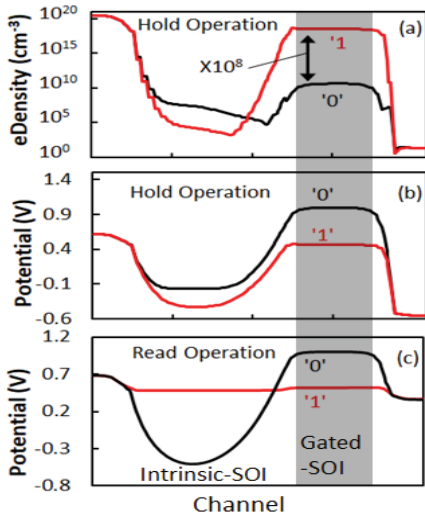 10²⁰
Hold Operation
(a)
10¹⁵
'1
X10⁸
10¹⁰
'0'
10⁵
10⁰
eDensity (cm⁻³)
1.4
Hold Operation
'0'
(b)
0.9
0.4
'1'
-0.1
-0.6
Potential (V)
1.2
Read Operation
'0'
(c)
0.7
'1'
0.2
-0.3
Gated
-SOI
Intrinsic-SOI
-0.8
Potential (V)
Channel